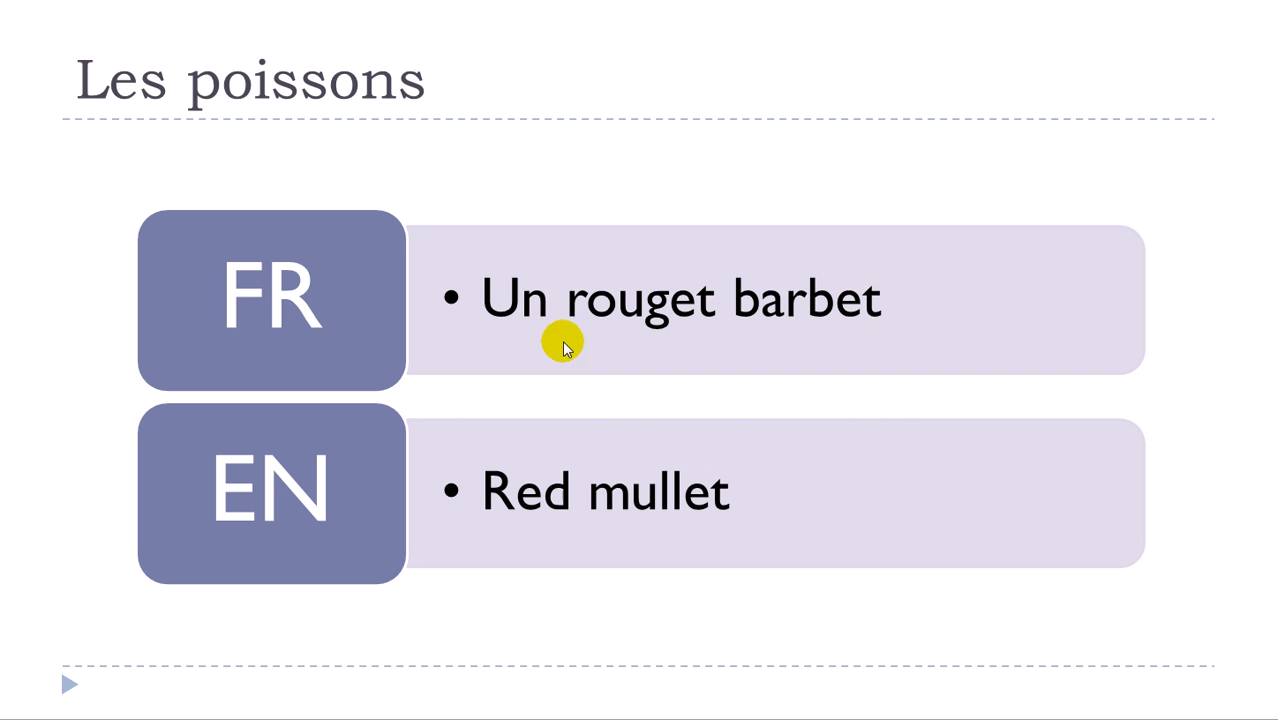 Les poissons
FR
• Un rouget barbet
EN
• Red mullet